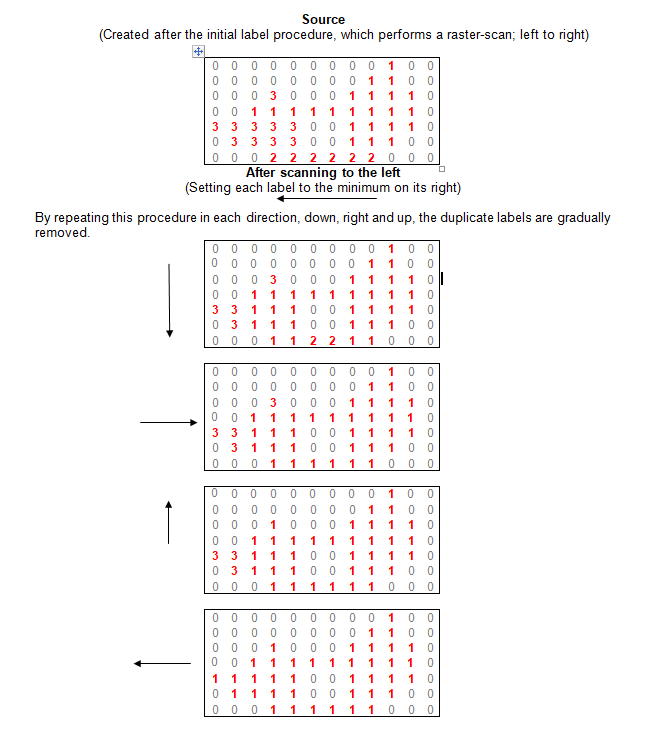 Source
(Created after the initial label procedure, which performs a raster-scan; left to right)
0 0 0 0 0 0 0 0 0 1 0 0
0 0 0 0 0 0 0 0 1 1 0 0
0 0 0 3 0 0 0 1 1 1 1 0
0 0 1 1 1 1 1 1 1 1 1 0
3 3 3 3 3 0 0 1 1 1 1 0
0 3 3 3 3 0 0 1 1 1 0 0
0 0 0 2 2 2 2 2 2 0 0 0
After scanning to the left
(Setting each label to the minimum on its right)
By repeating this procedure in each direction, down, right and up, the duplicate labels are gradually
removed.
0 0 0 0 0 0 0 0 0 1 0 0
0 0 0 0 0 0 0 0 1 1 0 0
0 0 0 3 0 0 0 1 1 1 1 0
0 0 1 1 1 1 1 1 1 1 1 0
3 3 1 1 1 0 0 1 1 1 1 0
0 3 1 1 1 0 0 1 1 1 0 0
0 0 0 1 1 2 2 1 1 0 0 0
0 0 0 0 0 0 0 0 0 1 0 0
0 0 0 0 0 0 0 0 1 1 0 0
0 0 0 3 0 0 0 1 1 1 1 0
0 0 1 1 1 1 1 1 1 1 1 0
3 3 1 1 1 0 0 1 1 1 1 0
0 3 1 1 1 0 0 1 1 1 0 0
0 0 0 1 1 1 1 1 1 0 0 0
0 0 0 0 0 0 0 0 0 1 0 0
0 0 0 0 0 0 0 0 1 1 0 0
0 0 0 1 0 0 0 1 1 1 1 0
0 0 1 1 1 1 1 1 1 1 1 0
3 3 1 1 1 0 0 1 1 1 1 0
0 3 1 1 1 0 0 1 1 1 0 0
0 0 0 1 1 1 1 1 1 0 0 0
0 0 0 0 0 0 0 0 0 1 0 0
0 0 0 0 0 0 0 0 1 1 0 0
0 0 0 1 0 0 0 1 1 1 1 0
0 0 1 1 1 1 1 1 1 1 1 0
1 1 1 1 1 0 0 1 1 1 1 0
0 1 1 1 1 0 0 1 1 1 0 0
0 0 0 1 1 1 1 1 1 0 0 0